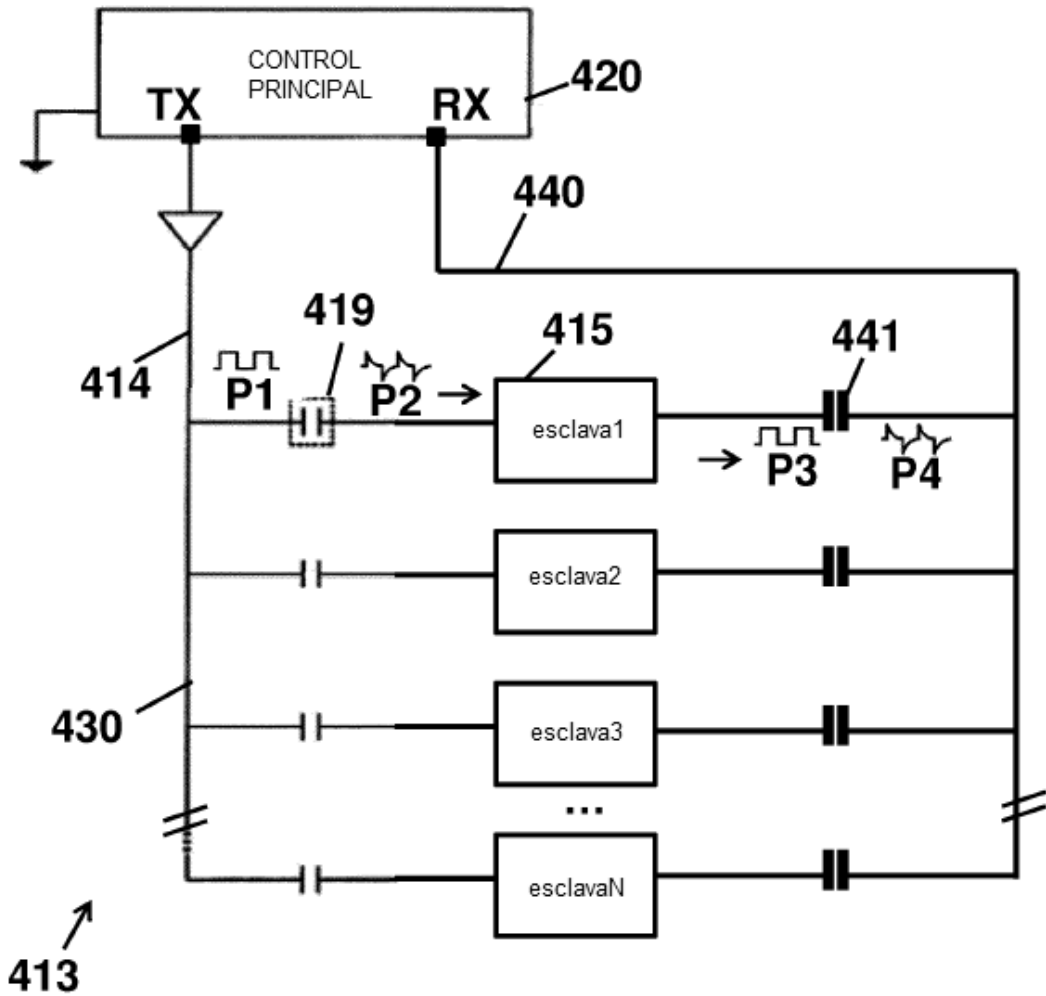 CONTROL
PRINCIPAL
TX
RX
420
440
419
415
441
414
P1
P2
esclava1
P3
P4
esclava2
430
esclava3
...
esclavaN
413